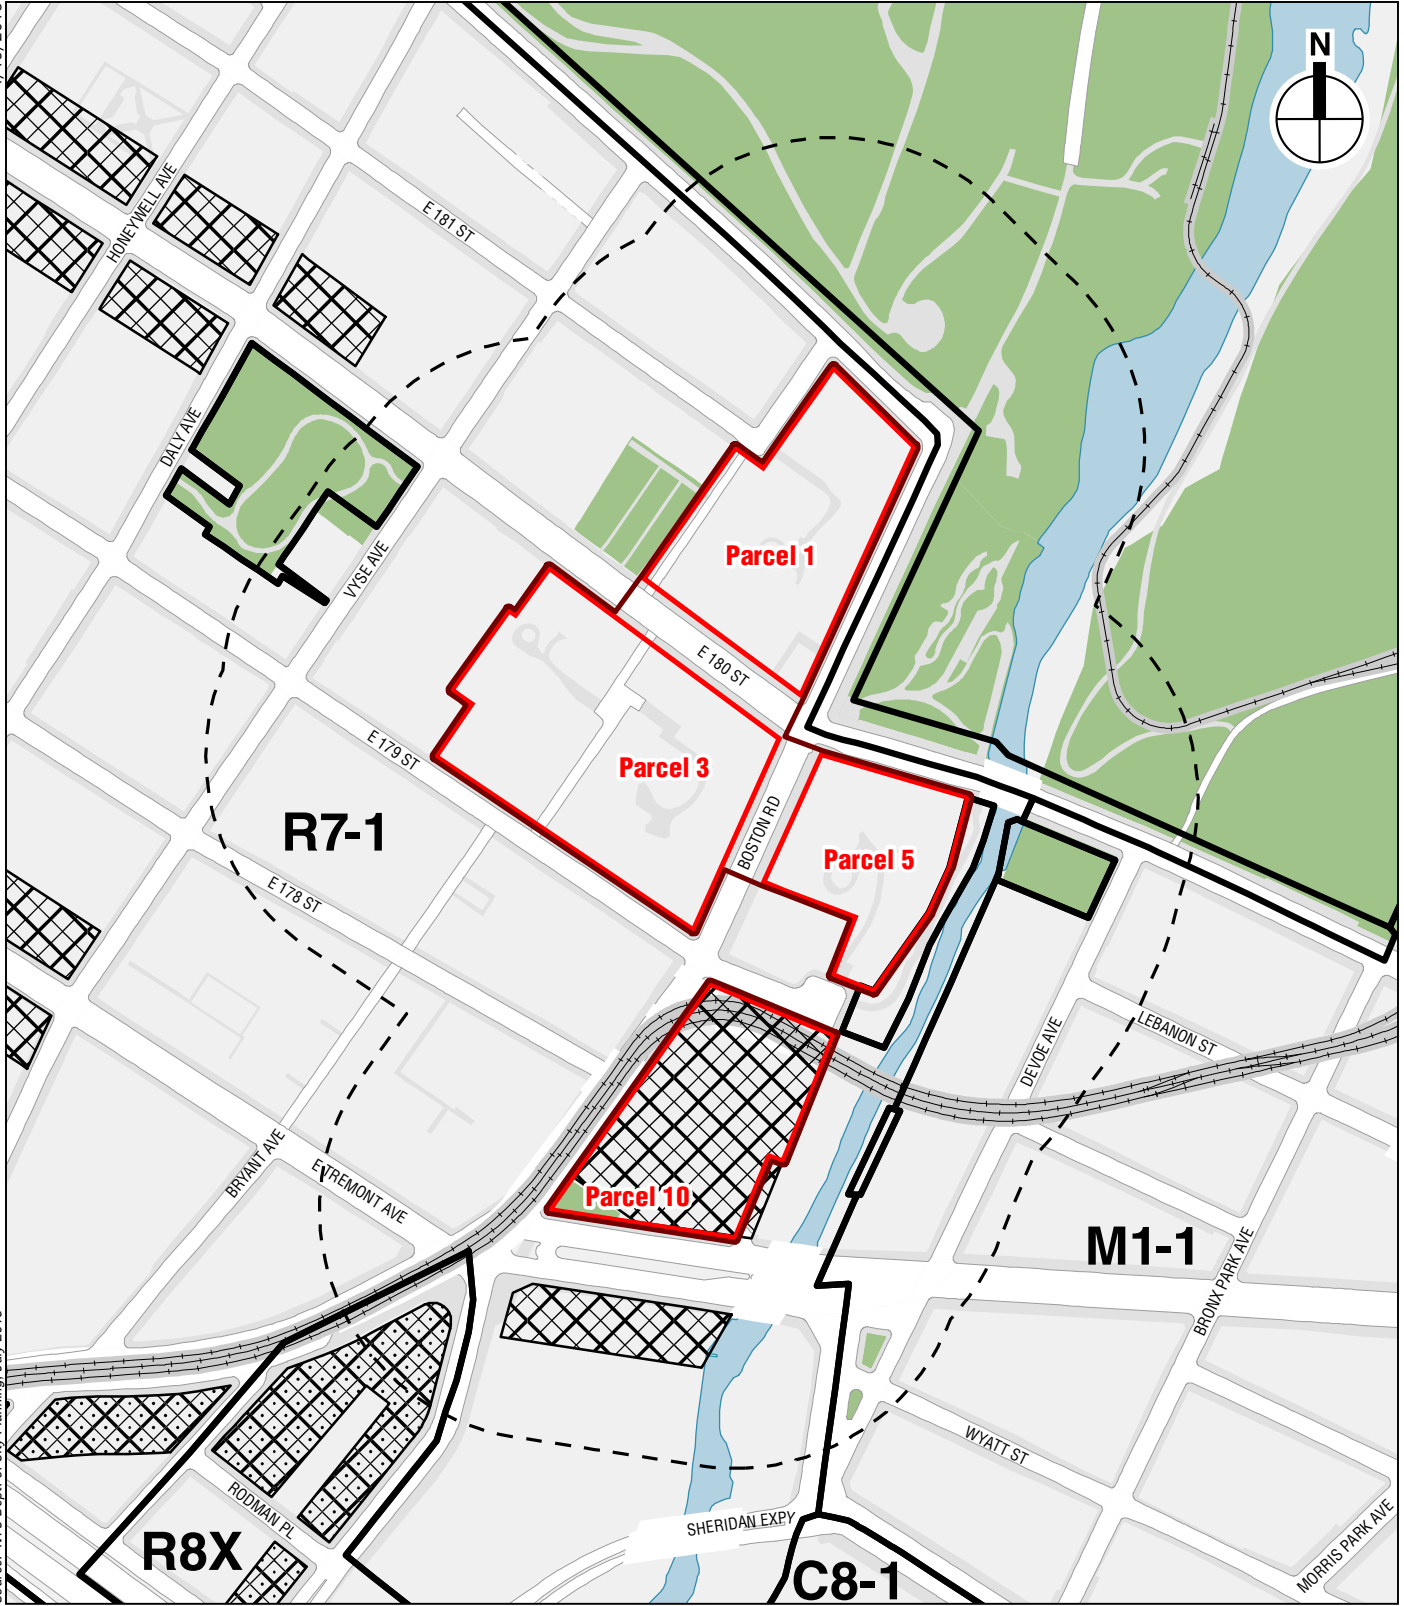 N
HONEYWELL AVE
E 181 ST
DALY AVE
VYSE AVE
Parcel 1
E 180 ST
E 179 ST
Parcel 3
BOSTON RD
R7-1
Parcel 5
E 178 ST
LEBANON ST
DEVOE AVE
BRYANT AVE
E TREMONT AVE
Parcel 10
M1-1
BRONX PARK AVE
WYATT ST
RODMAN PL
SHERIDAN EXPY
R8X
C8-1
MORRIS PARK AVE